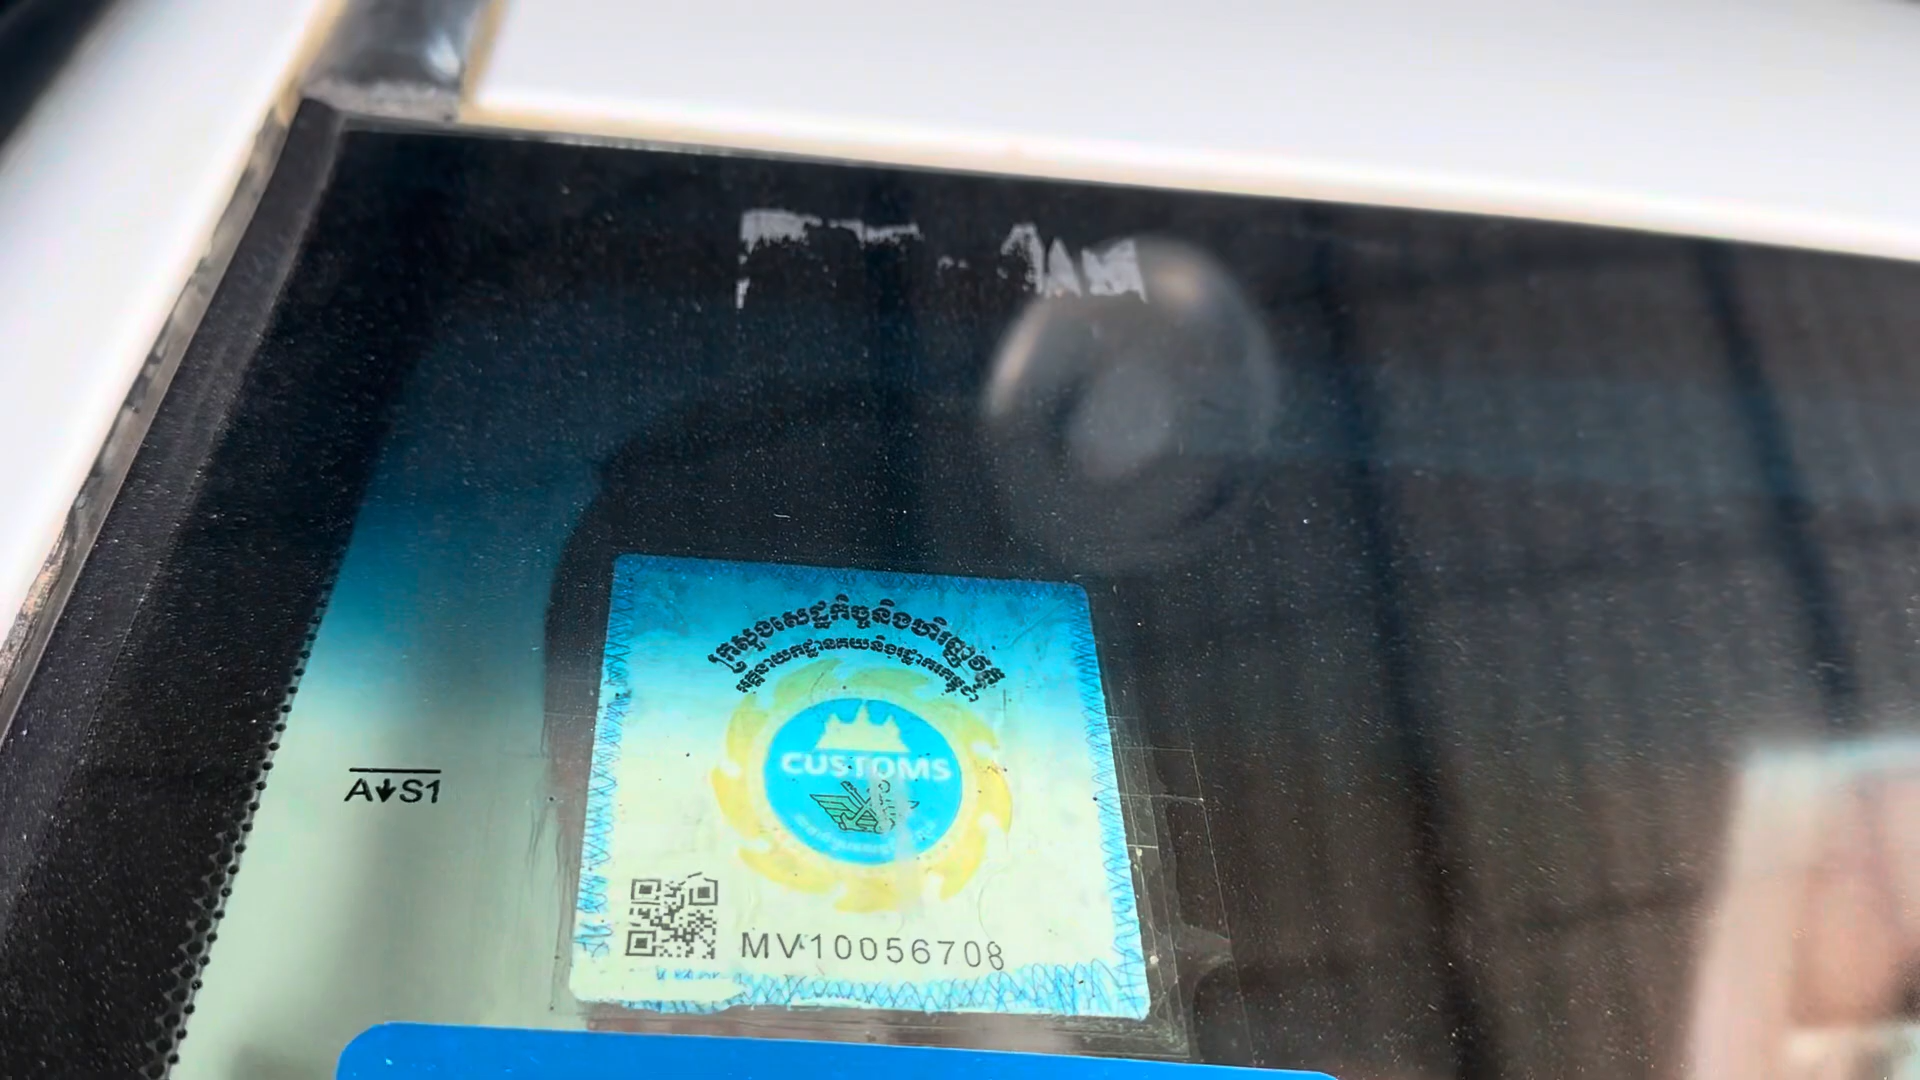 ក្រសួងសេដ្ឋកិច្ចនិងហិរញ្ញវត្ថុ
អគ្គនាយកដ្ឋានគយនិងរដ្ឋាករកម្ពុជា
CUSTOMS
A↓S1
MV10056708